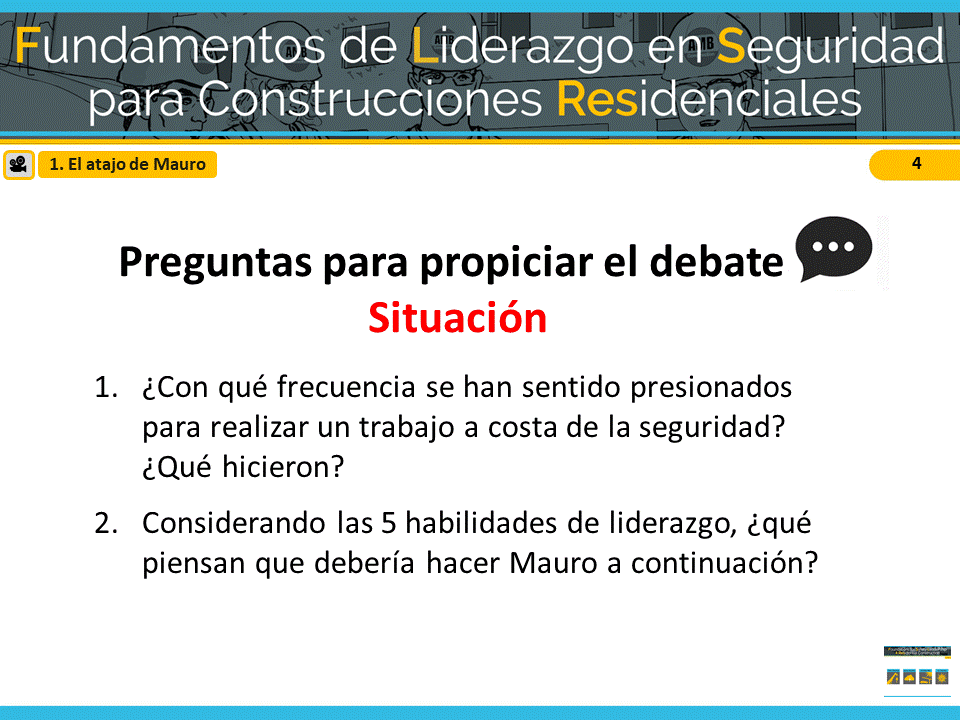 Fundamentos de Liderazgo en Seguridad
para Construcciones Residenciales
1. El atajo de Mauro
4
Preguntas para propiciar el debate
Situación
1. ¿Con qué frecuencia se han sentido presionados
para realizar un trabajo a costa de la seguridad?
¿Qué hicieron?
2. Considerando las 5 habilidades de liderazgo, ¿qué
piensan que debería hacer Mauro a continuación?